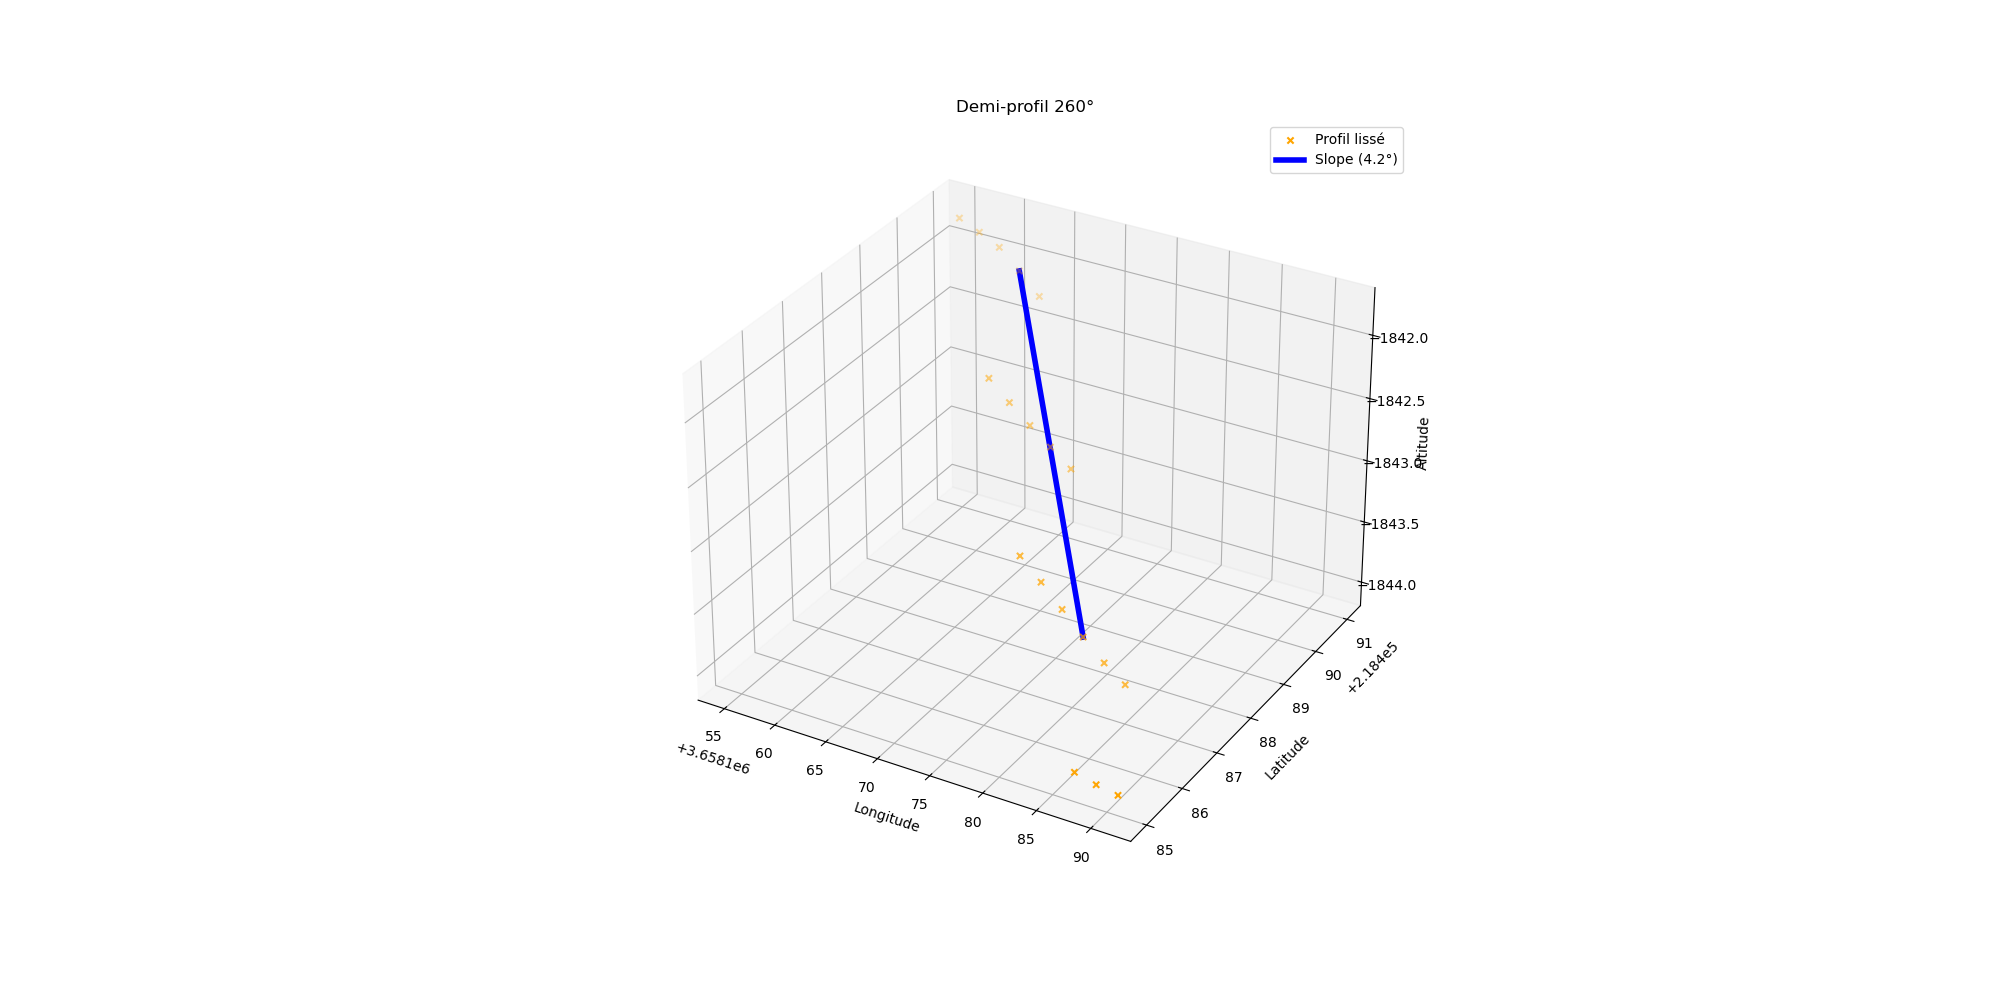 Demi-profil 260°
Profil lissé
Slope (4.2°)
−1842.0
−1842.5
−1843.0
−1843.5
−1844.0
Altitude
91
90
89
88
87
86
85
+2.184e5
Latitude
55
60
65
70
75
80
85
90
+3.6581e6
Longitude